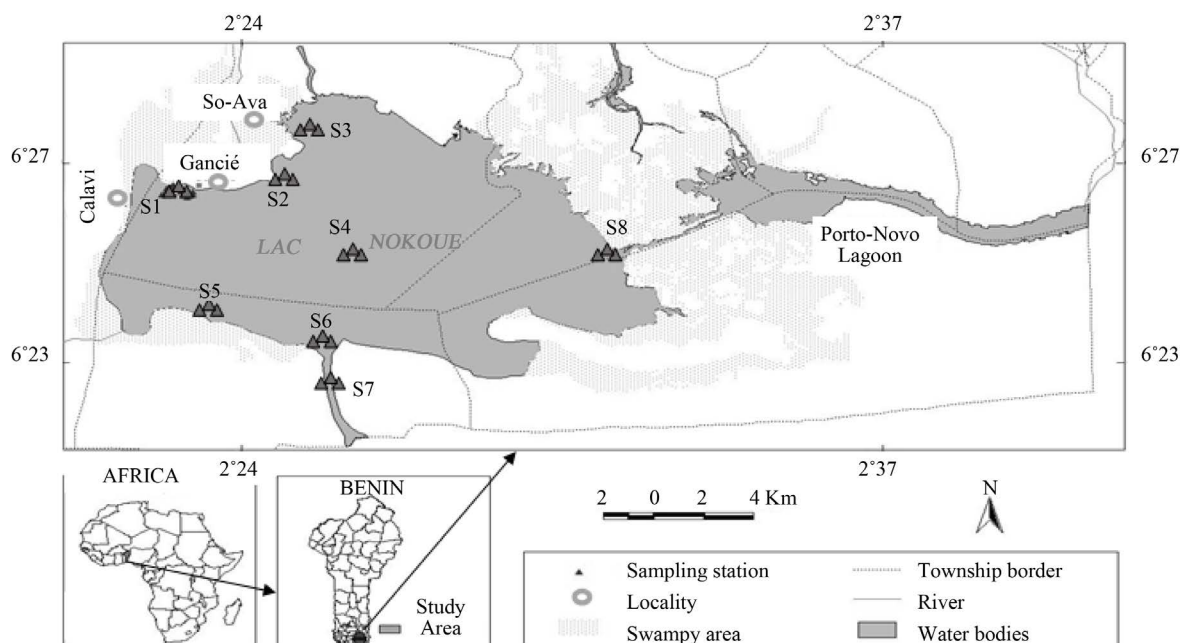 2˚24
2˚37
So-Ava
S3
6˚27
Gancié
6˚27
Calavi
S1
S2
S4
S8
LAC
NOKOUE
Porto-Novo
Lagoon
S5
S6
6˚23
6˚23
S7
2˚24
2˚37
AFRICA
BENIN
2 0 2 4 Km
N
Study
Area
Sampling station
Locality
Swampy area
Township border
River
Water bodies